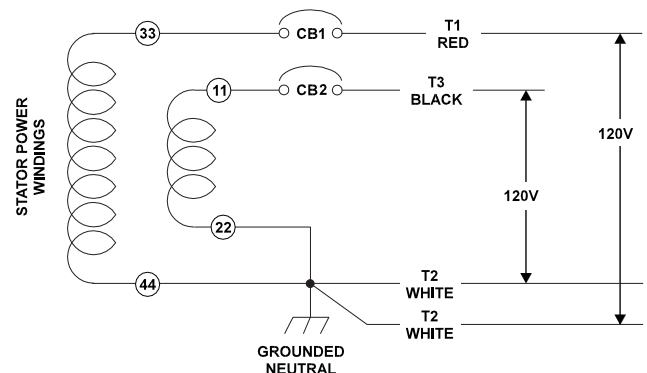 33
CB1
T1
RED
11
CB2
T3
BLACK
120V
STATOR POWER
WINDINGS
120V
22
44
T2
WHITE
T2
WHITE
GROUNDED
NEUTRAL